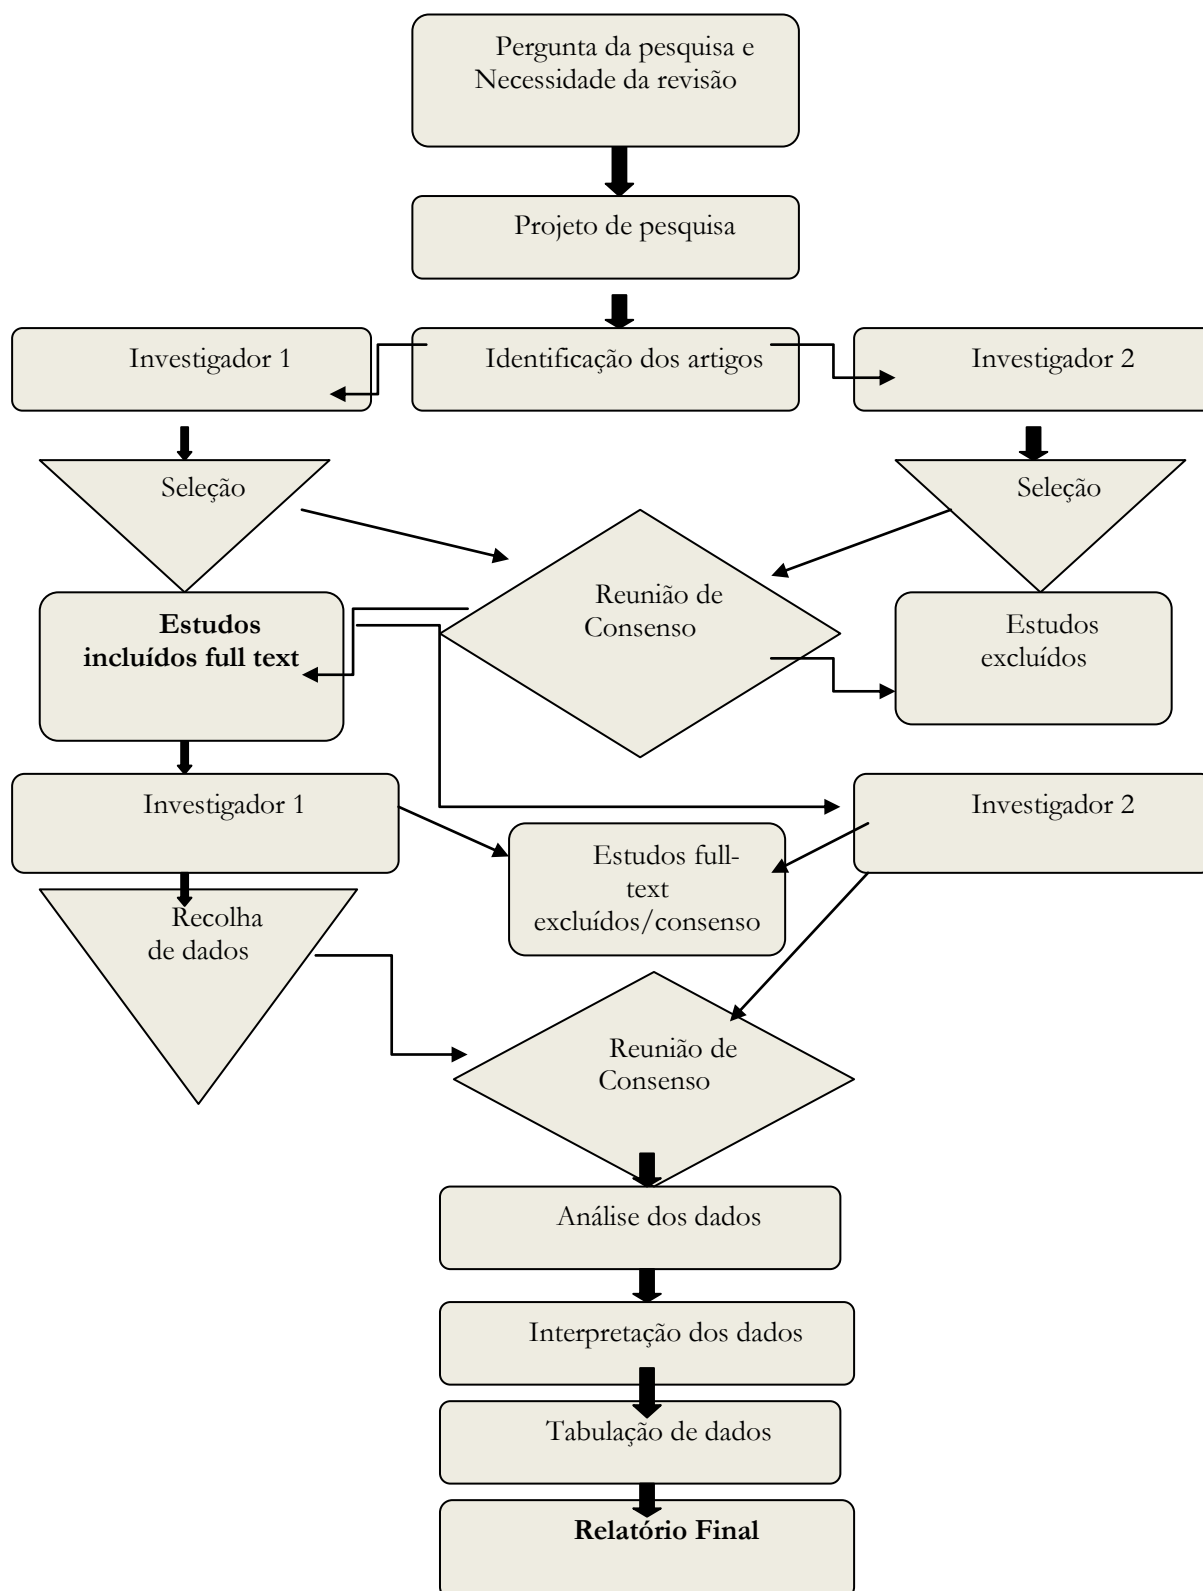 Pergunta da pesquisa e
Necessidade da revisão
Projeto de pesquisa
Investigador 1
Identificação dos artigos
Investigador 2
Seleção
Seleção
Reunião de
Consenso
Estudos
incluídos full text
Estudos
excluídos
Investigador 1
Investigador 2
Estudos full-
text
excluídos/consenso
Recolha
de dados
Reunião de
Consenso
Análise dos dados
Interpretação dos dados
Tabulação de dados
Relatório Final